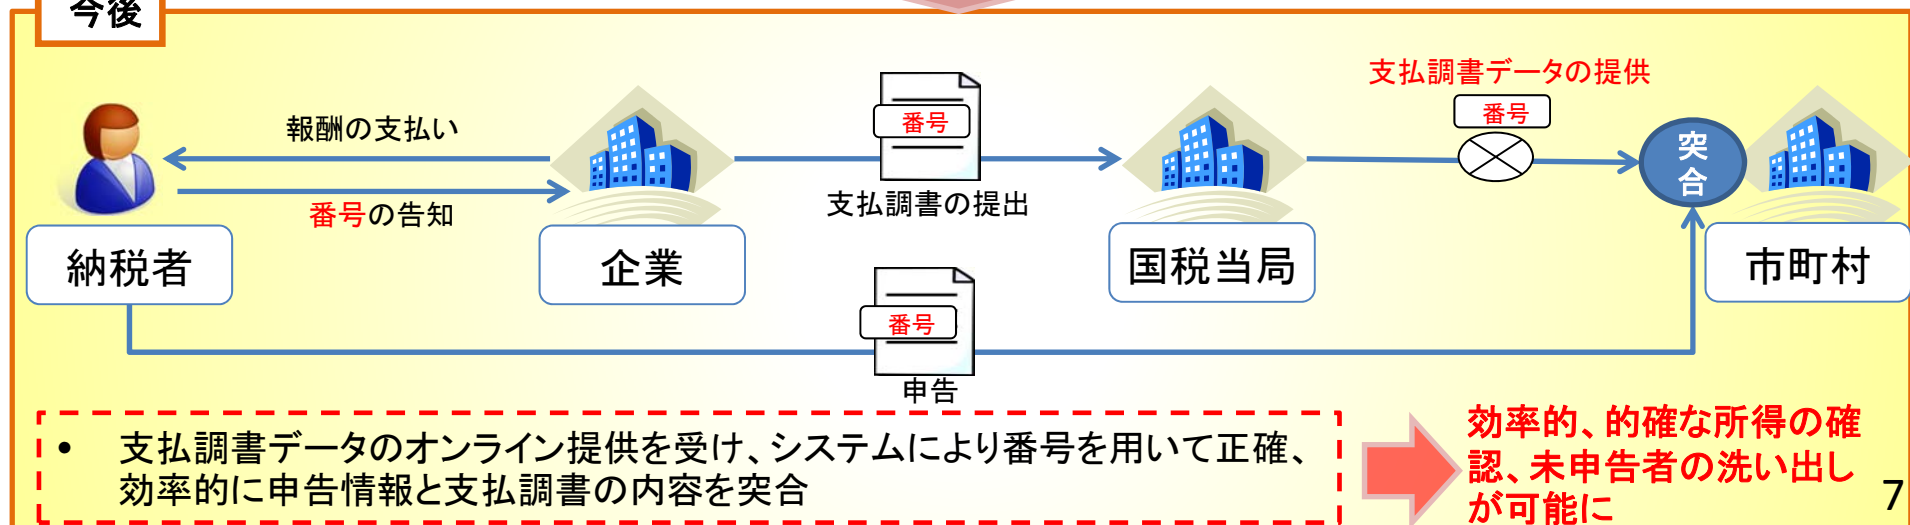 今後
支払調書データの提供
番号
番号
報酬の支払い
突合
支払調書の提出
番号の告知
納税者
企業
国税当局
市町村
番号
申告
• 支払調書データのオンライン提供を受け、システムにより番号を用いて正確、
効率的に申告情報と支払調書の内容を突合
効率的、的確な所得の確
認、未申告者の洗い出し
が可能に
7